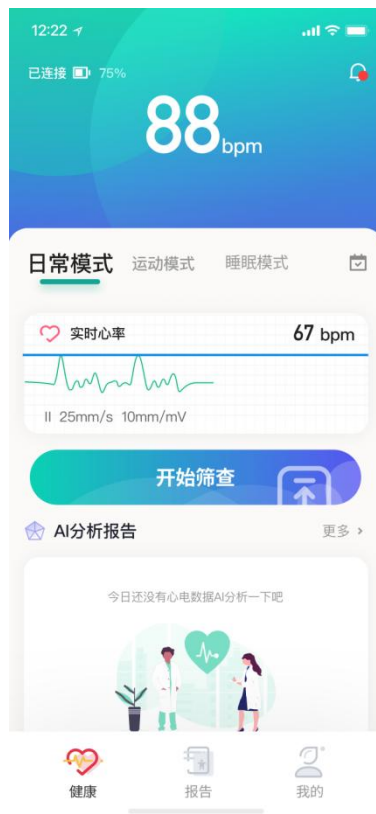 12:22
已连接 75%
88 bpm
日常模式 运动模式 睡眠模式
实时心率 67 bpm
II 25mm/s 10mm/mV
开始筛查
AI分析报告 更多 >
今日还没有心电数据AI分析一下吧
健康 报告 我的